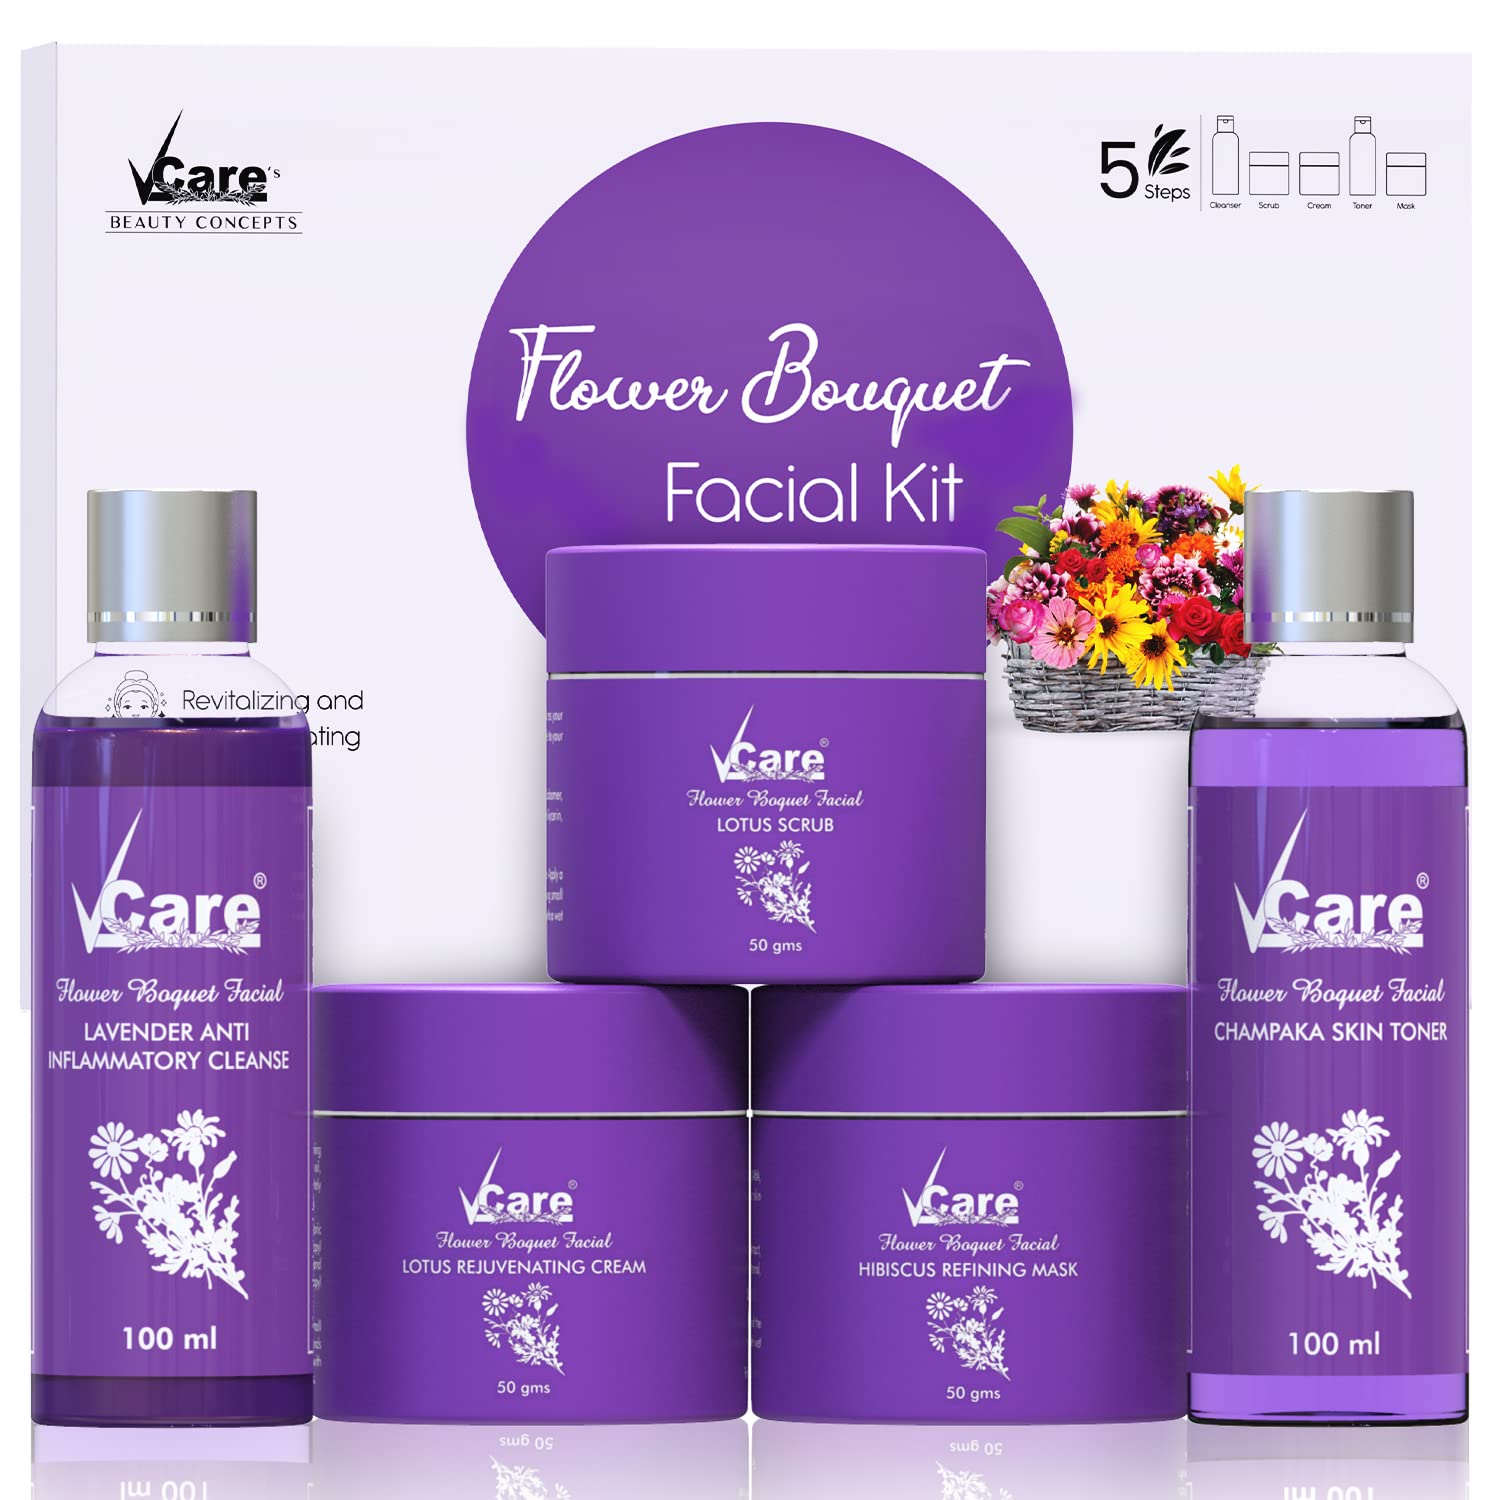 VCare's
BEAUTY CONCEPTS
5 Steps
Cleanser Scrub Cream Toner Mask
Flower Bouquet
Facial Kit
Revitalizing and
VCare®
Flower Boquet Facial
LOTUS SCRUB
50 gms
VCare®
Flower Boquet Facial
LAVENDER ANTI
INFLAMMATORY CLEANSE
100 ml
VCare®
Flower Boquet Facial
LOTUS REJUVENATING CREAM
50 gms
VCare®
Flower Boquet Facial
HIBISCUS REFINING MASK
50 gms
VCare®
Flower Boquet Facial
CHAMPAKA SKIN TONER
100 ml